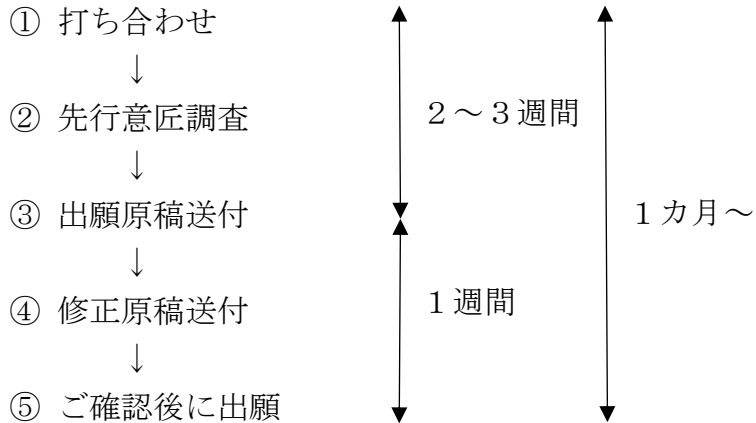 ① 打ち合わせ
↓
② 先行意匠調査
２～３週間
↓
③ 出願原稿送付
１カ月～
↓
④ 修正原稿送付
１週間
↓
⑤ ご確認後に出願